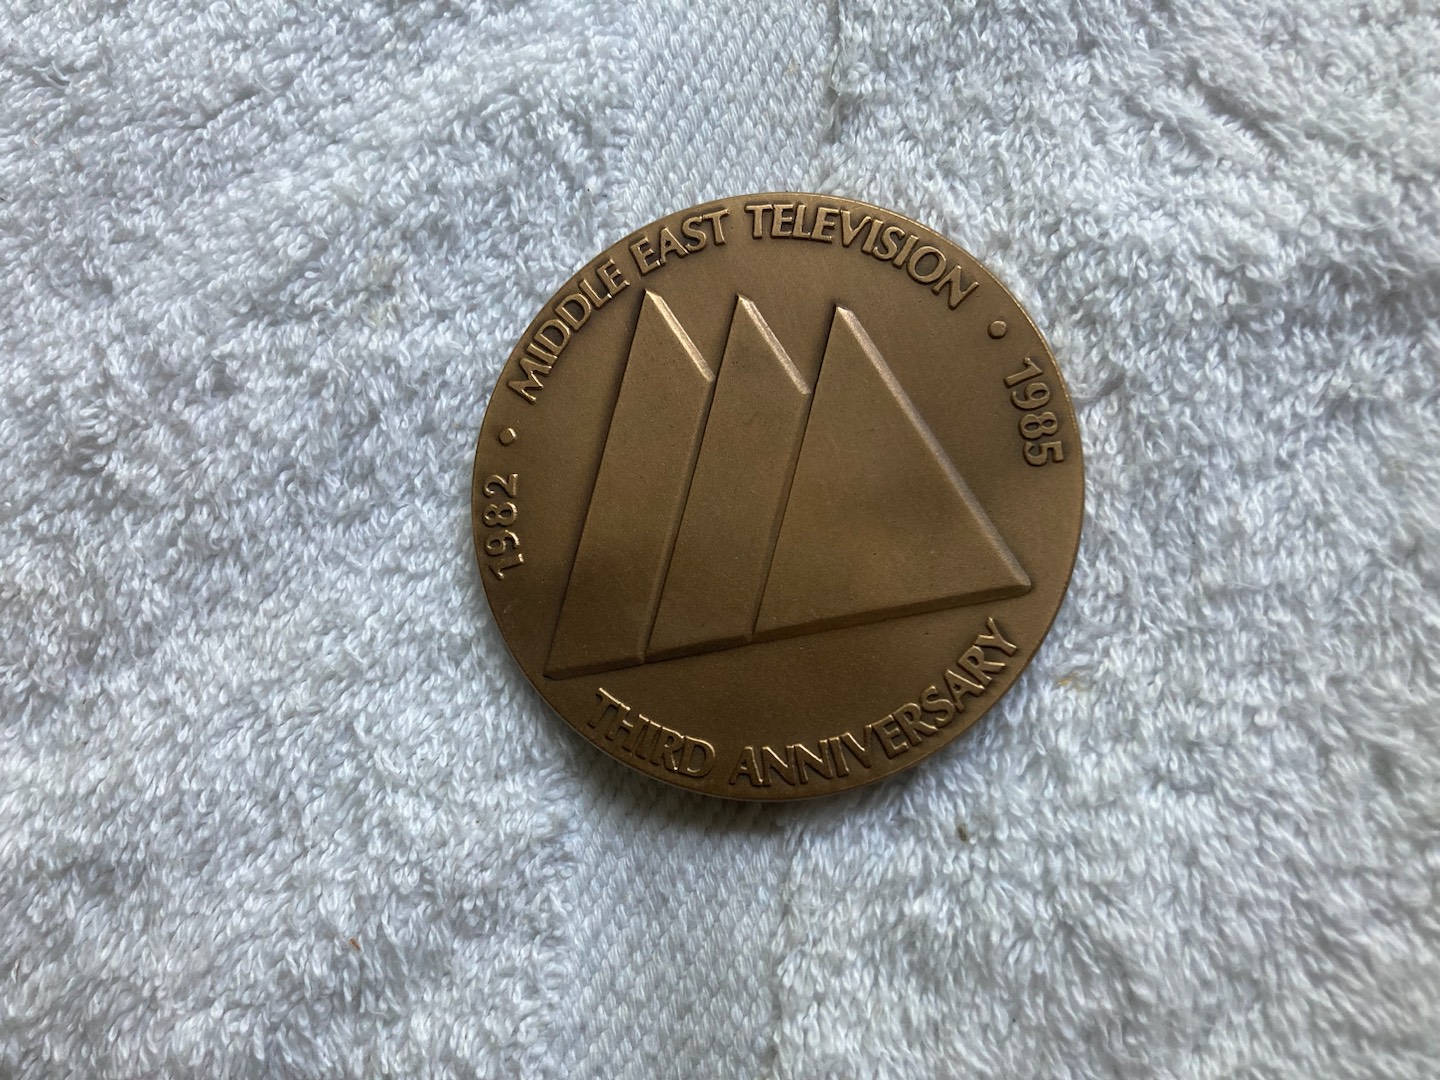 1982 • MIDDLE EAST TELEVISION • 1985
THIRD ANNIVERSARY